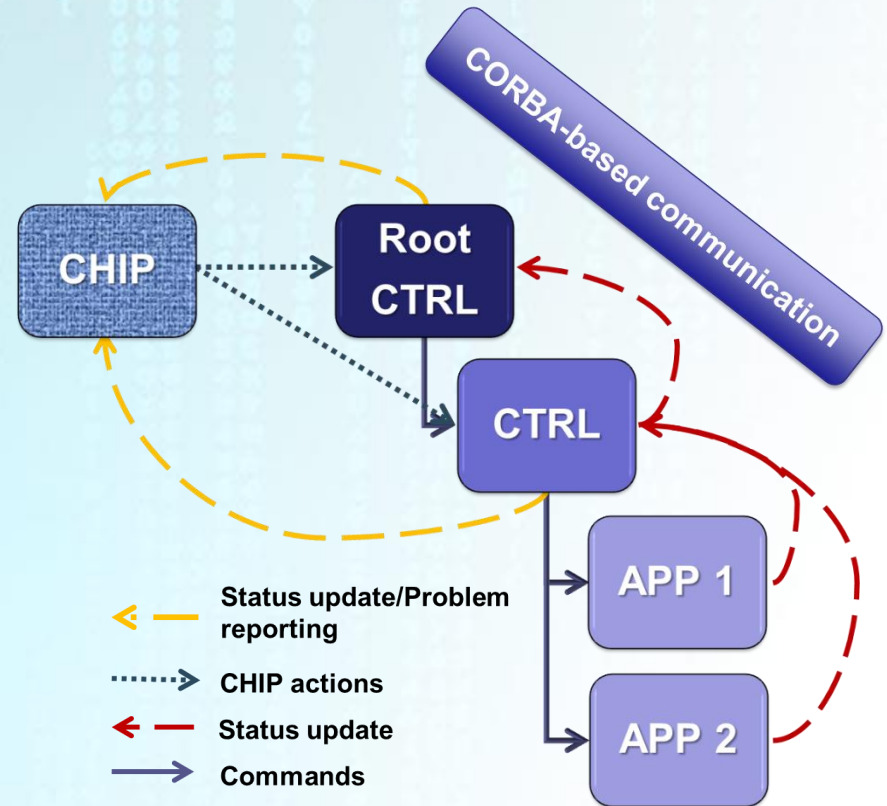 CORBA-based communication
CHIP
Root
CTRL
CTRL
APP 1
APP 2
Status update/Problem
reporting
CHIP actions
Status update
Commands